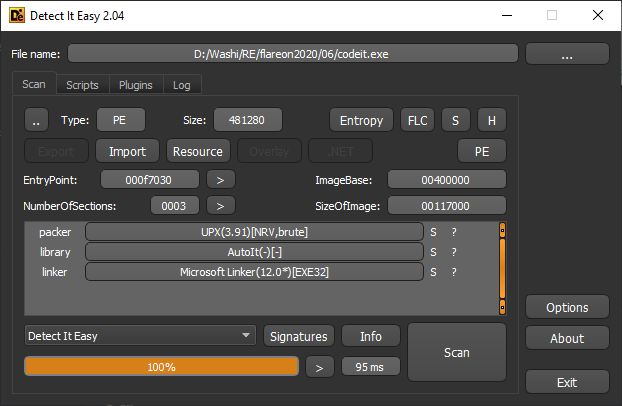 Detect It Easy 2.04
File name: D:/Washi/RE/flareon2020/06/codeit.exe ...
Scan Scripts Plugins Log
.. Type: PE Size: 481280 Entropy FLC S H
Export Import Resource Overlay .NET PE
EntryPoint: 000f7030 > ImageBase: 00400000
NumberOfSections: 0003 > SizeOfImage: 00117000
packer UPX(3.91)[NRV,brute] S ?
library AutoIt(-)[-] S ?
linker Microsoft Linker(12.0*)[EXE32] S ?
Options
Detect It Easy Signatures Info Scan About
100% > 95 ms
Exit